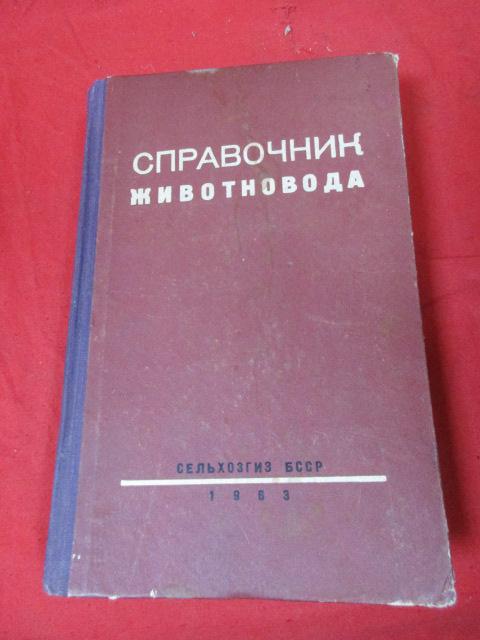 СПРАВОЧНИК
ЖИВОТНОВОДА
СЕЛЬХОЗГИЗ БССР
1963